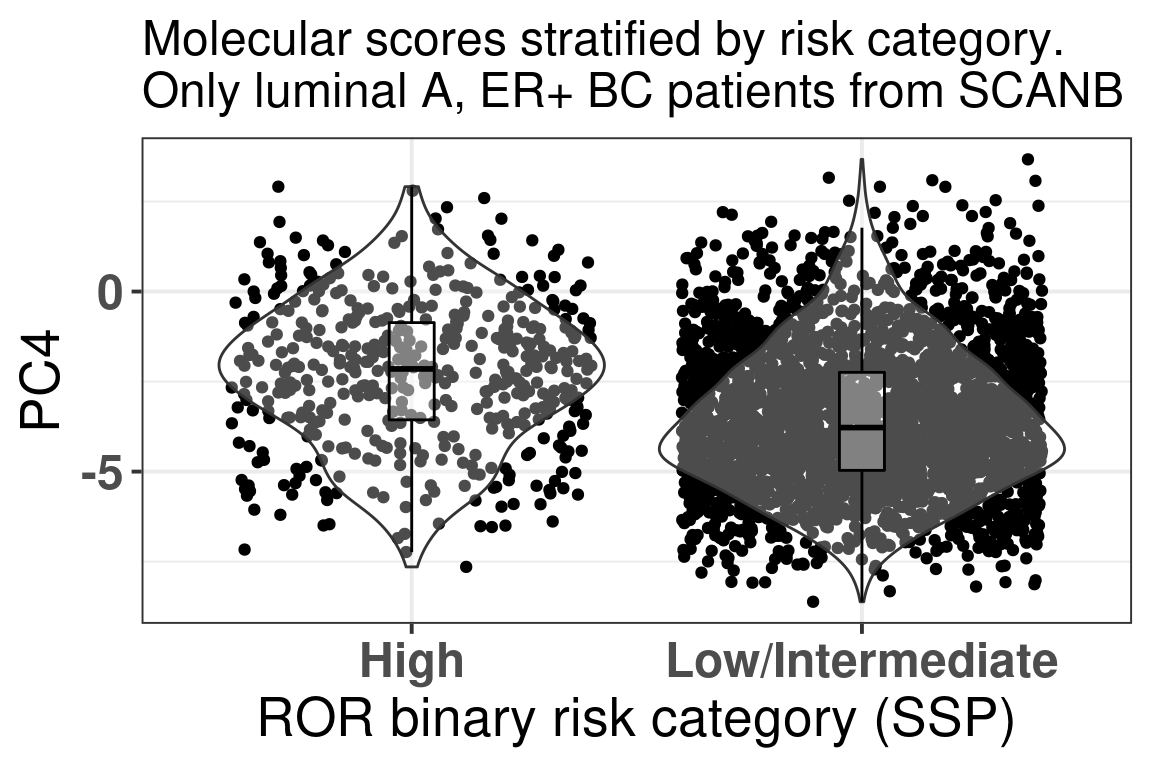 Molecular scores stratified by risk category.
Only luminal A, ER+ BC patients from SCANB
PC4
0
-5
High
Low/Intermediate
ROR binary risk category (SSP)